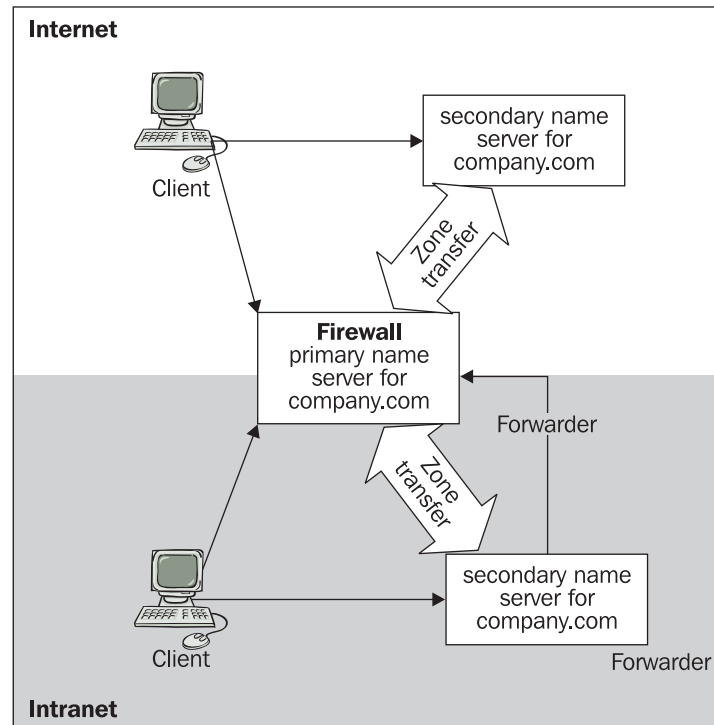 Internet
Client
secondary name
server for
company.com
Zone
transfer
Firewall
primary name
server for
company.com
Forwarder
Zone
transfer
Client
secondary name
server for
company.com
Forwarder
Intranet